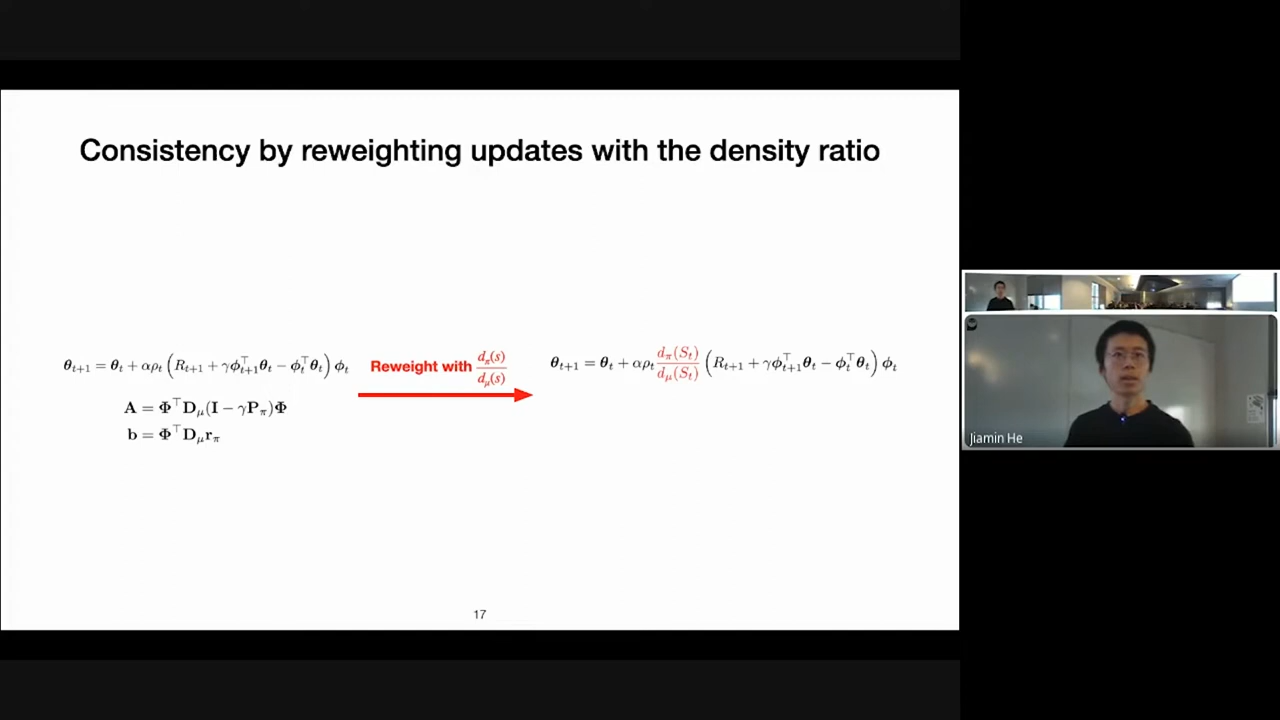 Consistency by reweighting updates with the density ratio
θ_{t+1} = θ_t + αρ_t (R_{t+1} + γϕ_{t+1}^⊤ θ_t − ϕ_t^⊤ θ_t) ϕ_t
Reweight with d_π(s)/d_μ(s)
θ_{t+1} = θ_t + αρ_t d_π(S_t)/d_μ(S_t) (R_{t+1} + γϕ_{t+1}^⊤ θ_t − ϕ_t^⊤ θ_t) ϕ_t
A = Φ^⊤ D_μ (I − γP_π)Φ
b = Φ^⊤ D_μ r_π
17
Jiamin He